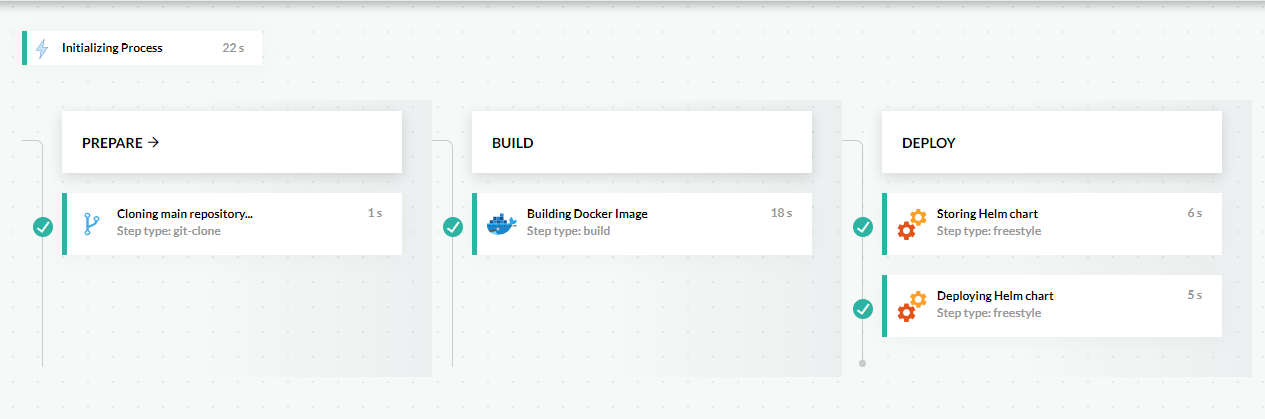 Initializing Process 22 s
PREPARE →
Cloning main repository... 1 s
Step type: git-clone
BUILD
Building Docker Image 18 s
Step type: build
DEPLOY
Storing Helm chart 6 s
Step type: freestyle
Deploying Helm chart 5 s
Step type: freestyle